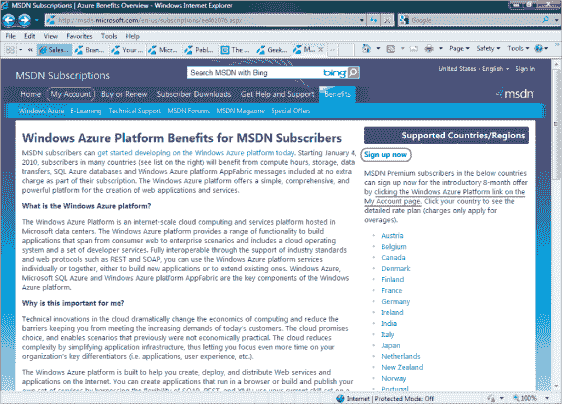 MSDN Subscriptions | Azure Benefits Overview - Windows Internet Explorer
http://msdn.microsoft.com/en-us/subscriptions/ee461076.aspx
Google
File Edit View Favorites Tools Help
Sales... Bran... Your ... Micr... Publ... The ... Geek... M... Page Safety Tools
MSDN Subscriptions
Search MSDN with Bing bing
United States - English Sign in
Home My Account Buy or Renew Subscriber Downloads Get Help and Support Benefits msdn
Windows Azure E-Learning Technical Support MSDN Forums MSDN Magazine Special Offers
Windows Azure Platform Benefits for MSDN Subscribers
MSDN subscribers can get started developing on the Windows Azure platform today. Starting January 4,
2010, subscribers in many countries (see list on the right) will benefit from compute hours, storage, data
transfers, SQL Azure databases and Windows Azure platform AppFabric messages included at no extra
charge as part of their subscription. The Windows Azure platform offers a simple, comprehensive, and
powerful platform for the creation of web applications and services.
What is the Windows Azure platform?
The Windows Azure Platform is an internet-scale cloud computing and services platform hosted in
Microsoft data centers. The Windows Azure platform provides a range of functionality to build
applications that span from consumer web to enterprise scenarios and includes a cloud operating
system and a set of developer services. Fully interoperable through the support of industry standards
and web protocols such as REST and SOAP, you can use the Windows Azure platform services
individually or together, either to build new applications or to extend existing ones. Windows Azure,
Microsoft SQL Azure and Windows Azure platform AppFabric are the key components of the Windows
Azure platform.
Why is this important for me?
Technical innovations in the cloud dramatically change the economics of computing and reduce the
barriers keeping you from meeting the increasing demands of today's customers. The cloud promises
choice, and enables scenarios that previously were not economically practical. The cloud reduces
complexity by simplifying application infrastructure, thus letting you focus even more time on your
organization's key differentiators (i.e. applications, user experience, etc.).
The Windows Azure platform is built to help you create, deploy, and distribute Web services and
applications on the Internet. You can create applications that run in a browser or build and publish your
Supported Countries/Regions
Sign up now
MSDN Premium subscribers in the below countries
can sign up now for the introductory 8-month offer
by clicking the Windows Azure Platform link on the
My Account page. Click your country to see the
detailed rate plan (charges only apply for
overages).
Austria
Belgium
Canada
Denmark
Finland
France
Germany
Ireland
India
Italy
Japan
Netherlands
New Zealand
Norway
Portugal
Internet | Protected Mode: Off 100%